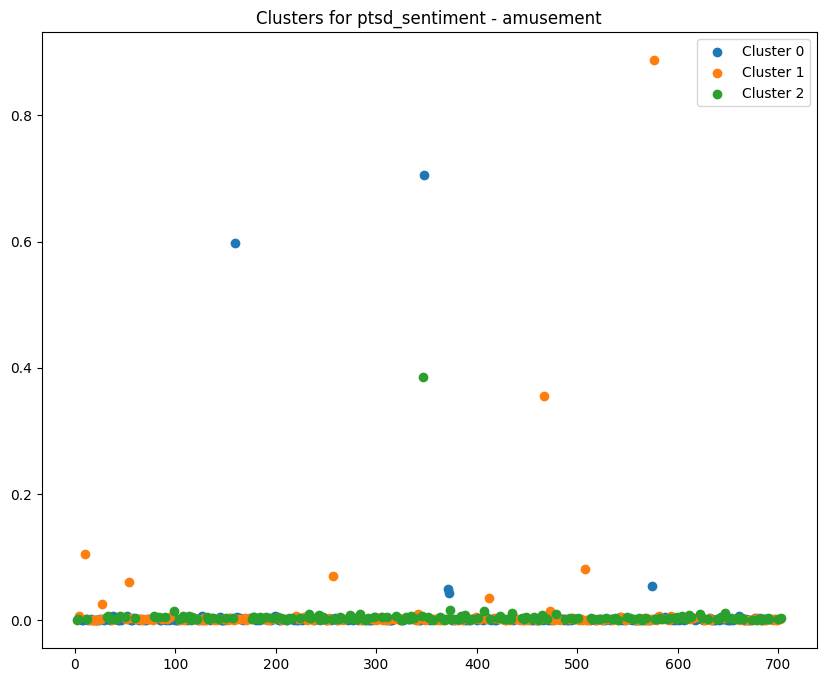 Clusters for ptsd_sentiment - amusement
Cluster 0
Cluster 1
Cluster 2
0.8
0.6
0.4
0.2
0.0
0 100 200 300 400 500 600 700